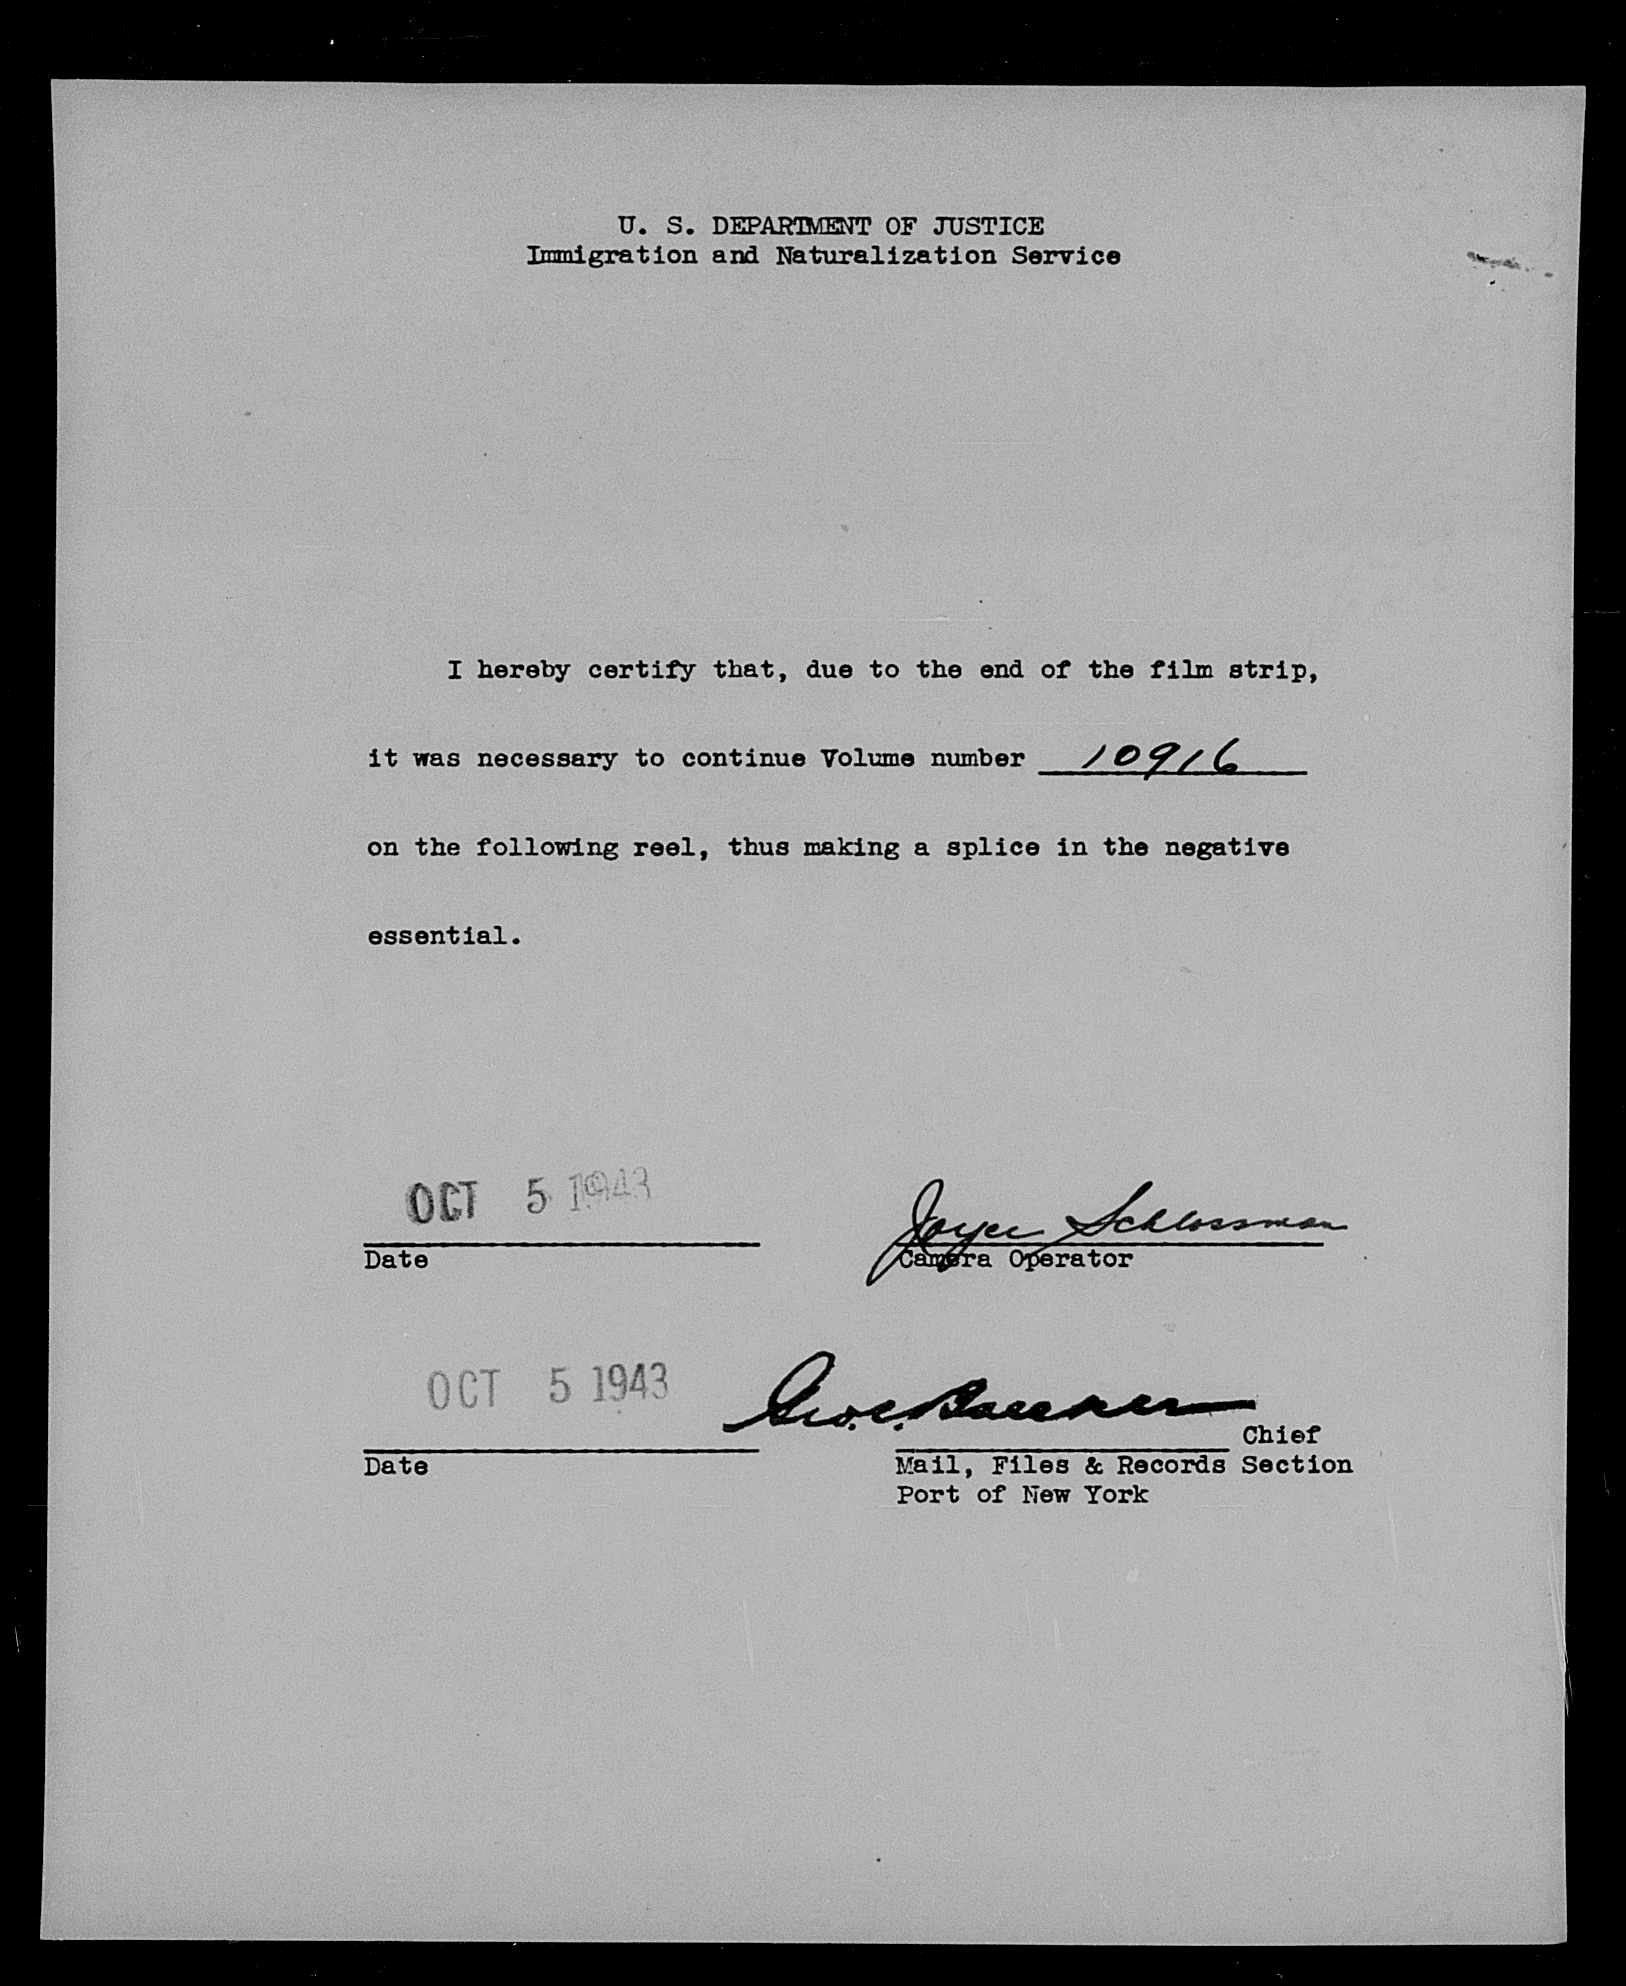 U. S. DEPARTMENT OF JUSTICE
Immigration and Naturalization Service
I hereby certify that, due to the end of the film strip,
it was necessary to continue Volume number 10916
on the following reel, thus making a splice in the negative
essential.
OCT 5 1943
Joyce Schlossman
Date
Camera Operator
OCT 5 1943
Geo. C.
Chief
Date
Mail, Files & Records Section
Port of New York